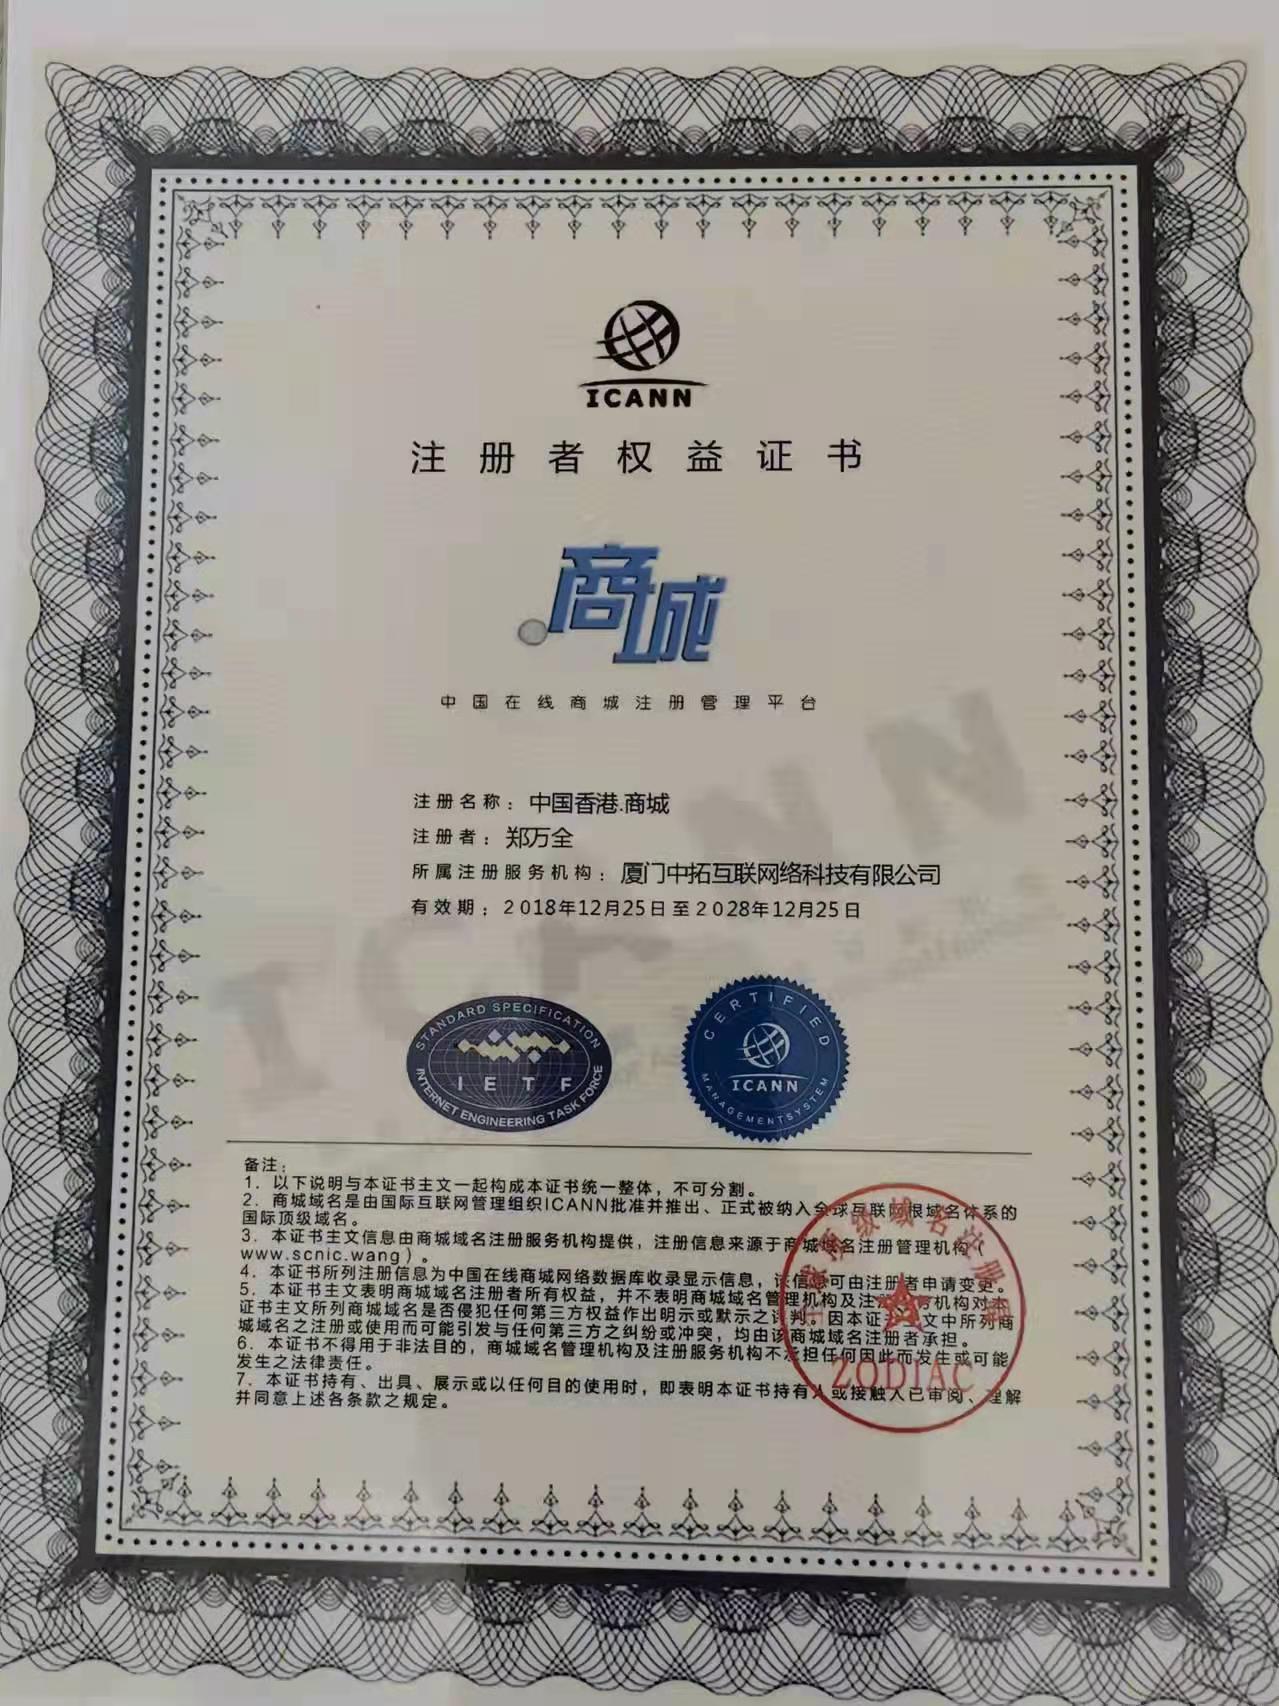 ICANN
注册者权益证书
.商城
中国在线商城注册管理平台
注册名称：中国香港.商城
注册者：郑万全
所属注册服务机构：厦门中拓互联网络科技有限公司
有效期：2018年12月25日至2028年12月25日
ICANN
STANDARD SPECIFICATION
IETF
INTERNET ENGINEERING TASK FORCE
CERTIFIED
ICANN
MANAGEMENTSYSTEM
备注：
1．以下说明与本证书主文一起构成本证书统一整体，不可分割。
2．商城域名是由国际互联网管理组织ICANN批准并推出、正式被纳入全球互联网根域名体系的
国际顶级域名。
3．本证书主文信息由商城域名注册服务机构提供，注册信息来源于商城域名注册管理机构（
www.scnic.wang）。
4．本证书所列注册信息为中国在线商城网络数据库收录显示信息，该信息可由注册者申请变更。
5．本证书主文表明商城域名注册者所有权益，并不表明商城域名管理机构及注册服务机构对本
证书主文所列商城域名是否侵犯任何第三方权益作出明示或默示之评判。因本证书主文中所列商
城域名之注册或使用而可能引发与任何第三方之纠纷或冲突，均由该商城域名注册者承担。
6．本证书不得用于非法目的，商城域名管理机构及注册服务机构不承担任何因此而发生或可能
发生之法律责任。
7．本证书持有、出具、展示或以任何目的使用时，即表明本证书持有人或接触人已审阅、理解
并同意上述各条款之规定。
顶级域名注册
ZODIAC